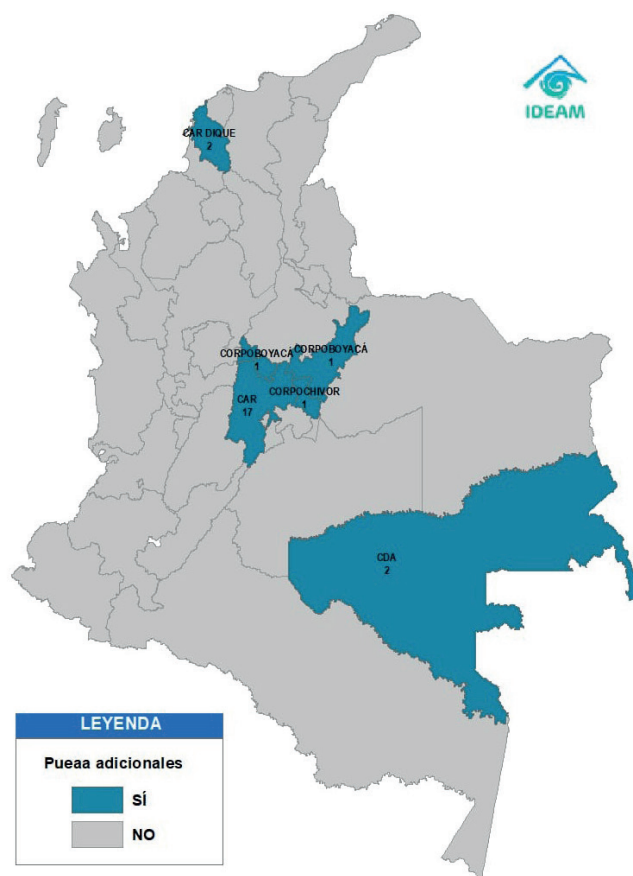 IDEAM
CAR DIQUE
2
CORPOBOYACÁ
1
CORPOBOYACÁ
1
CORPOCHIVOR
1
CAR
17
CDA
2
LEYENDA
Pueaa adicionales
SÍ
NO